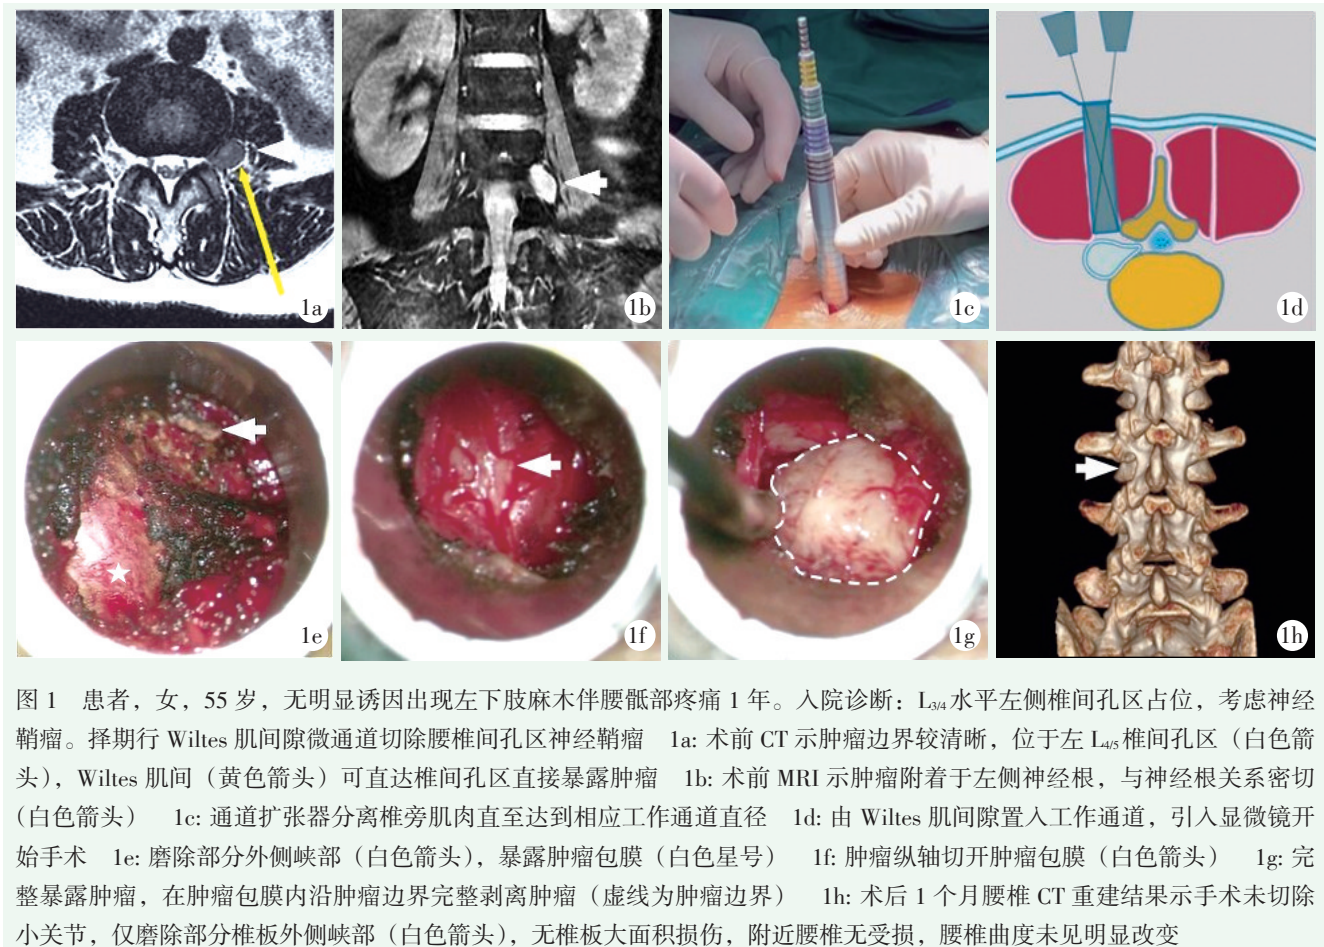 1a
1b
1c
1d
1e
1f
1g
1h
图 1 患者，女，55 岁，无明显诱因出现左下肢麻木伴腰骶部疼痛 1 年。入院诊断：L3/4水平左侧椎间孔区占位，考虑神经
鞘瘤。择期行 Wiltes 肌间隙微通道切除腰椎间孔区神经鞘瘤 1a: 术前 CT 示肿瘤边界较清晰，位于左 L4/5椎间孔区（白色箭
头），Wiltes 肌间（黄色箭头）可直达椎间孔区直接暴露肿瘤 1b: 术前 MRI 示肿瘤附着于左侧神经根，与神经根关系密切
（白色箭头） 1c: 通道扩张器分离椎旁肌肉直至达到相应工作通道直径 1d: 由 Wiltes 肌间隙置入工作通道，引入显微镜开
始手术 1e: 磨除部分外侧峡部（白色箭头），暴露肿瘤包膜（白色星号） 1f: 肿瘤纵轴切开肿瘤包膜（白色箭头） 1g: 完
整暴露肿瘤，在肿瘤包膜内沿肿瘤边界完整剥离肿瘤（虚线为肿瘤边界） 1h: 术后 1 个月腰椎 CT 重建结果示手术未切除
小关节，仅磨除部分椎板外侧峡部（白色箭头），无椎板大面积损伤，附近腰椎无受损，腰椎曲度未见明显改变